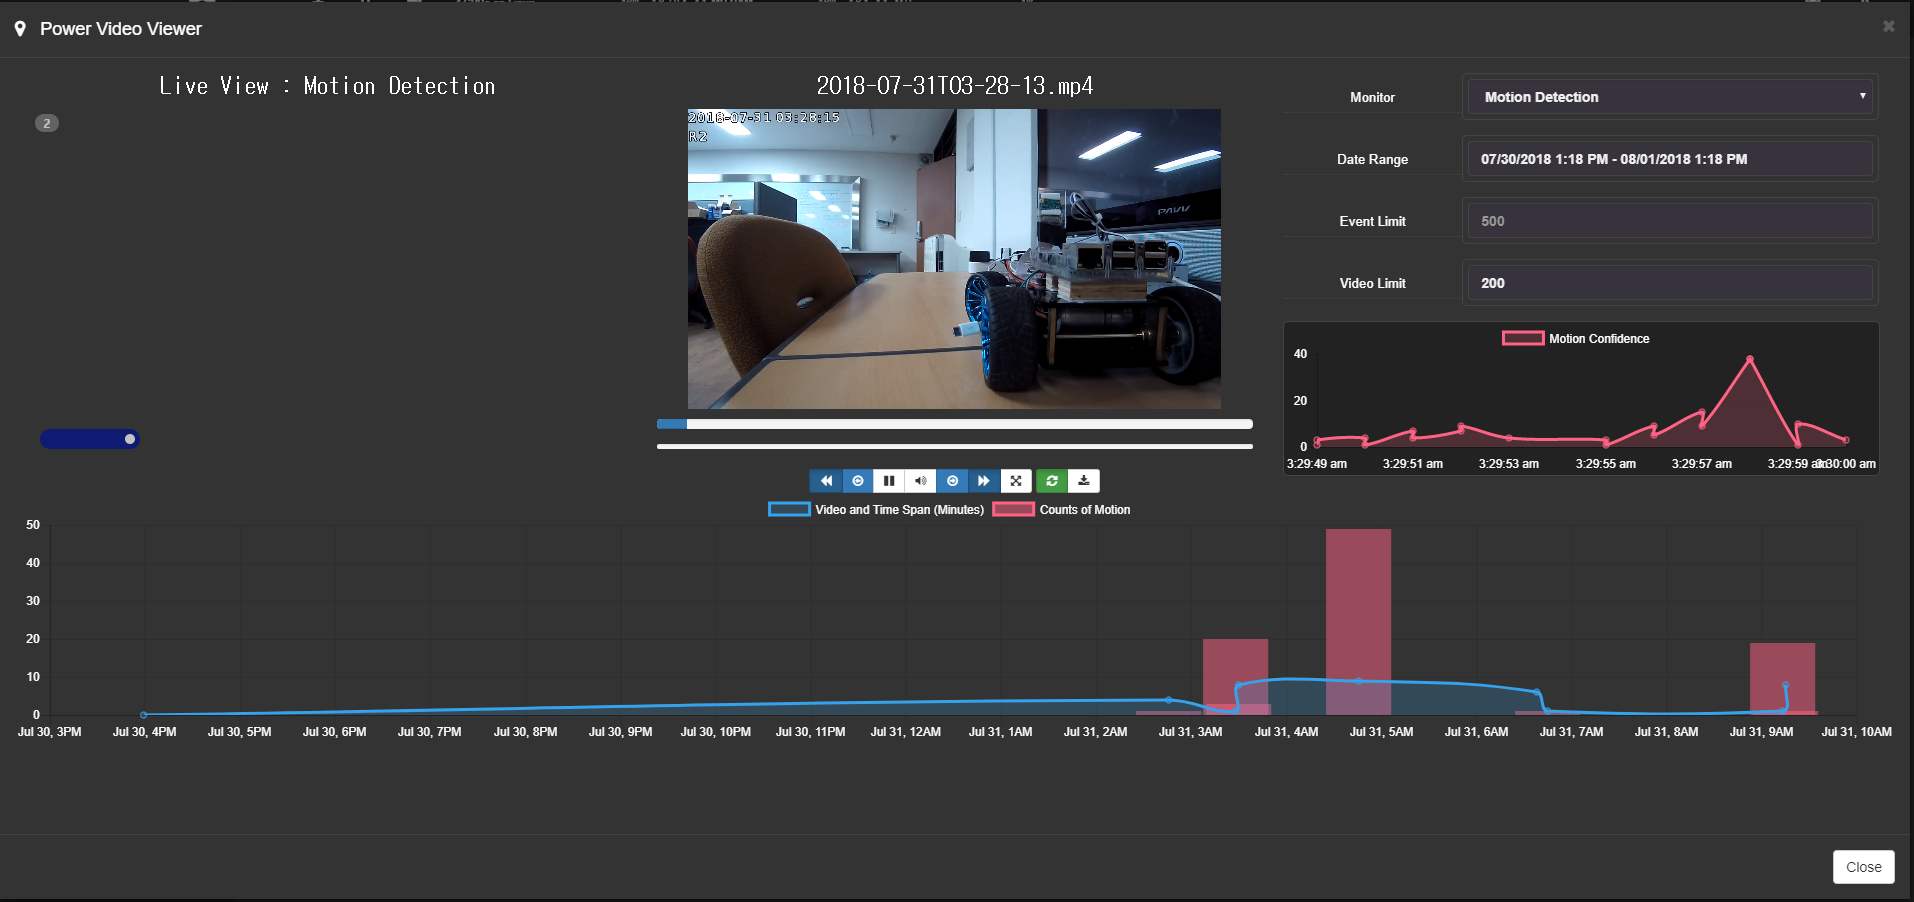 Power Video Viewer
Live View : Motion Detection
2
2018-07-31T03-28-13.mp4
2018-07-31 03:28:15
R2
Monitor
Motion Detection
Date Range
07/30/2018 1:18 PM - 08/01/2018 1:18 PM
Event Limit
500
Video Limit
200
Motion Confidence
40
20
0
3:29:49 am 3:29:51 am 3:29:53 am 3:29:55 am 3:29:57 am 3:29:59 am 3:30:00 am
Video and Time Span (Minutes) Counts of Motion
50
40
30
20
10
0
Jul 30, 3PM Jul 30, 4PM Jul 30, 5PM Jul 30, 6PM Jul 30, 7PM Jul 30, 8PM Jul 30, 9PM Jul 30, 10PM Jul 30, 11PM Jul 31, 12AM Jul 31, 1AM Jul 31, 2AM Jul 31, 3AM Jul 31, 4AM Jul 31, 5AM Jul 31, 6AM Jul 31, 7AM Jul 31, 8AM Jul 31, 9AM Jul 31, 10AM
Close